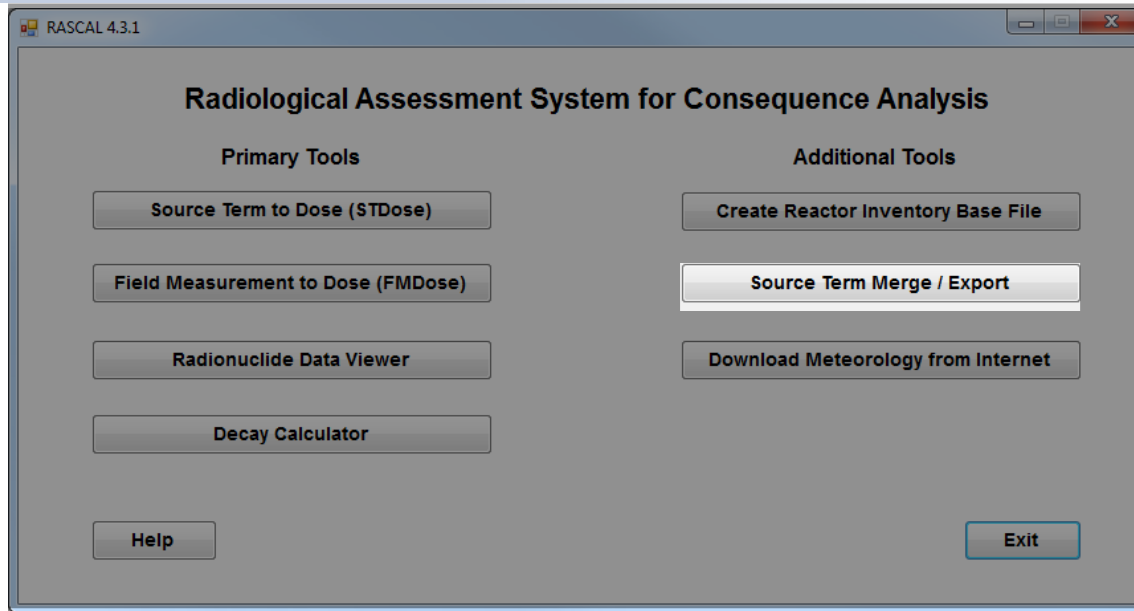 RASCAL 4.3.1
Radiological Assessment System for Consequence Analysis
Primary Tools
Source Term to Dose (STDose)
Field Measurement to Dose (FMDose)
Radionuclide Data Viewer
Decay Calculator
Help
Additional Tools
Create Reactor Inventory Base File
Source Term Merge / Export
Download Meteorology from Internet
Exit